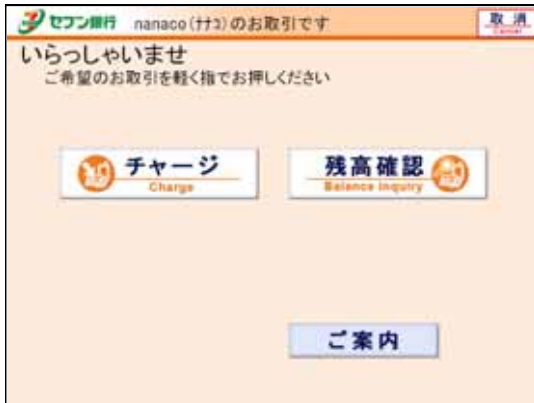 セブン銀行 nanaco(ナナコ)のお取引です
取消
Cancel
いらっしゃいませ
ご希望のお取引を軽く指でお押しください
チャージ
Charge
残高確認
Balance Inquiry
ご案内